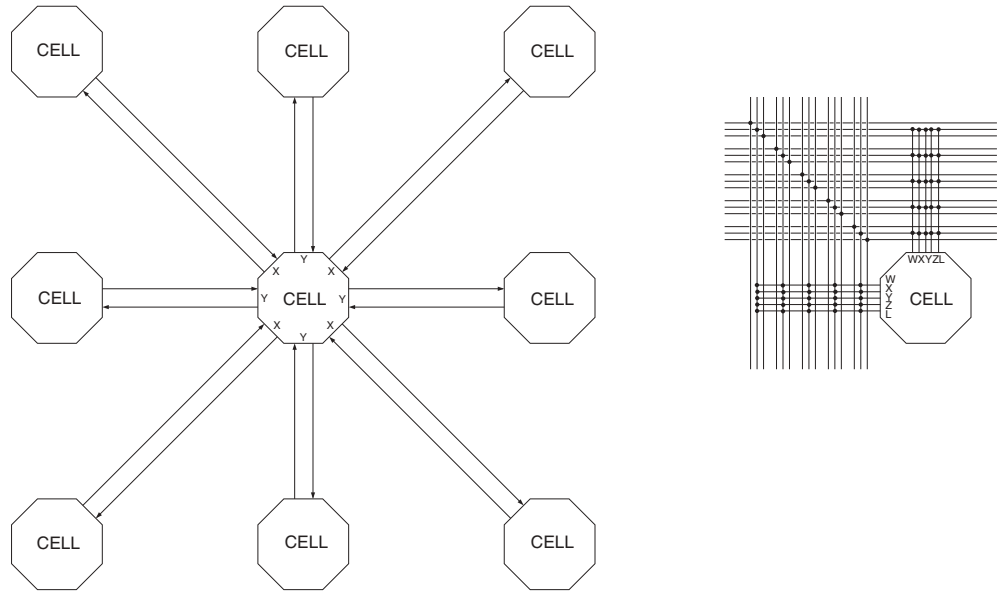 CELL CELL CELL
X Y X
CELL Y CELL Y CELL
X Y X
CELL CELL CELL
WXYZL
W
X
Y
Z
L
CELL